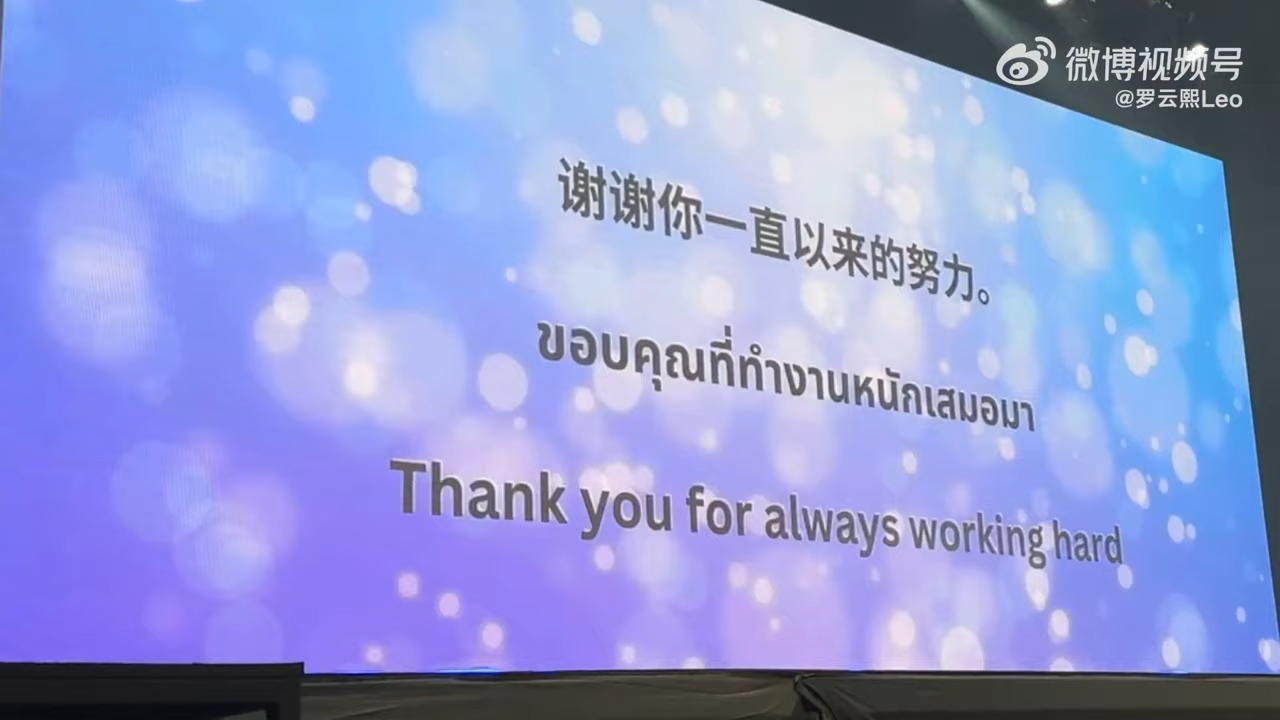 微博视频号
@罗云熙Leo
谢谢你一直以来的努力。
ขอบคุณที่ทำงานหนักเสมอมา
Thank you for always working hard